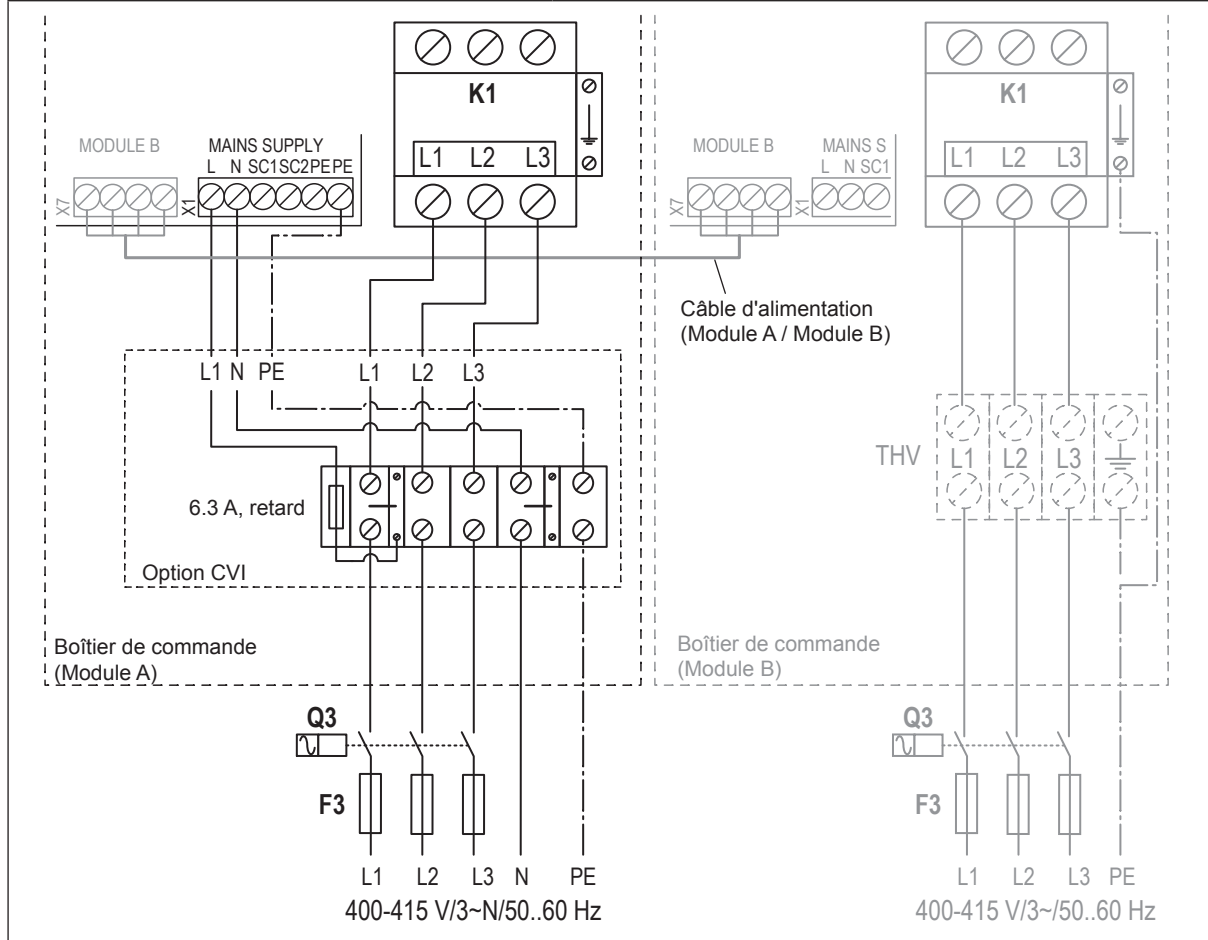 K1
MODULE B
MAINS SUPPLY
L N SC1 SC2 PE PE
X7
X1
L1 L2 L3
K1
MODULE B
MAINS S
L N SC1
X7
X1
L1 L2 L3
Câble d'alimentation
(Module A / Module B)
L1 N PE L1 L2 L3
6.3 A, retard
Option CVI
Boîtier de commande
(Module A)
THV
L1 L2 L3
Boîtier de commande
(Module B)
Q3
F3
L1 L2 L3 N PE
400-415 V/3~N/50..60 Hz
Q3
F3
L1 L2 L3 PE
400-415 V/3~/50..60 Hz